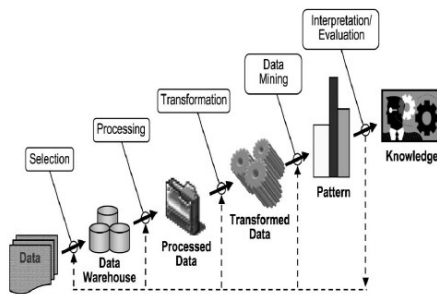 Interpretation/
Evaluation
Data
Mining
Transformation
Processing
Selection
Data
Data
Warehouse
Processed
Data
Transformed
Data
Pattern
Knowledge